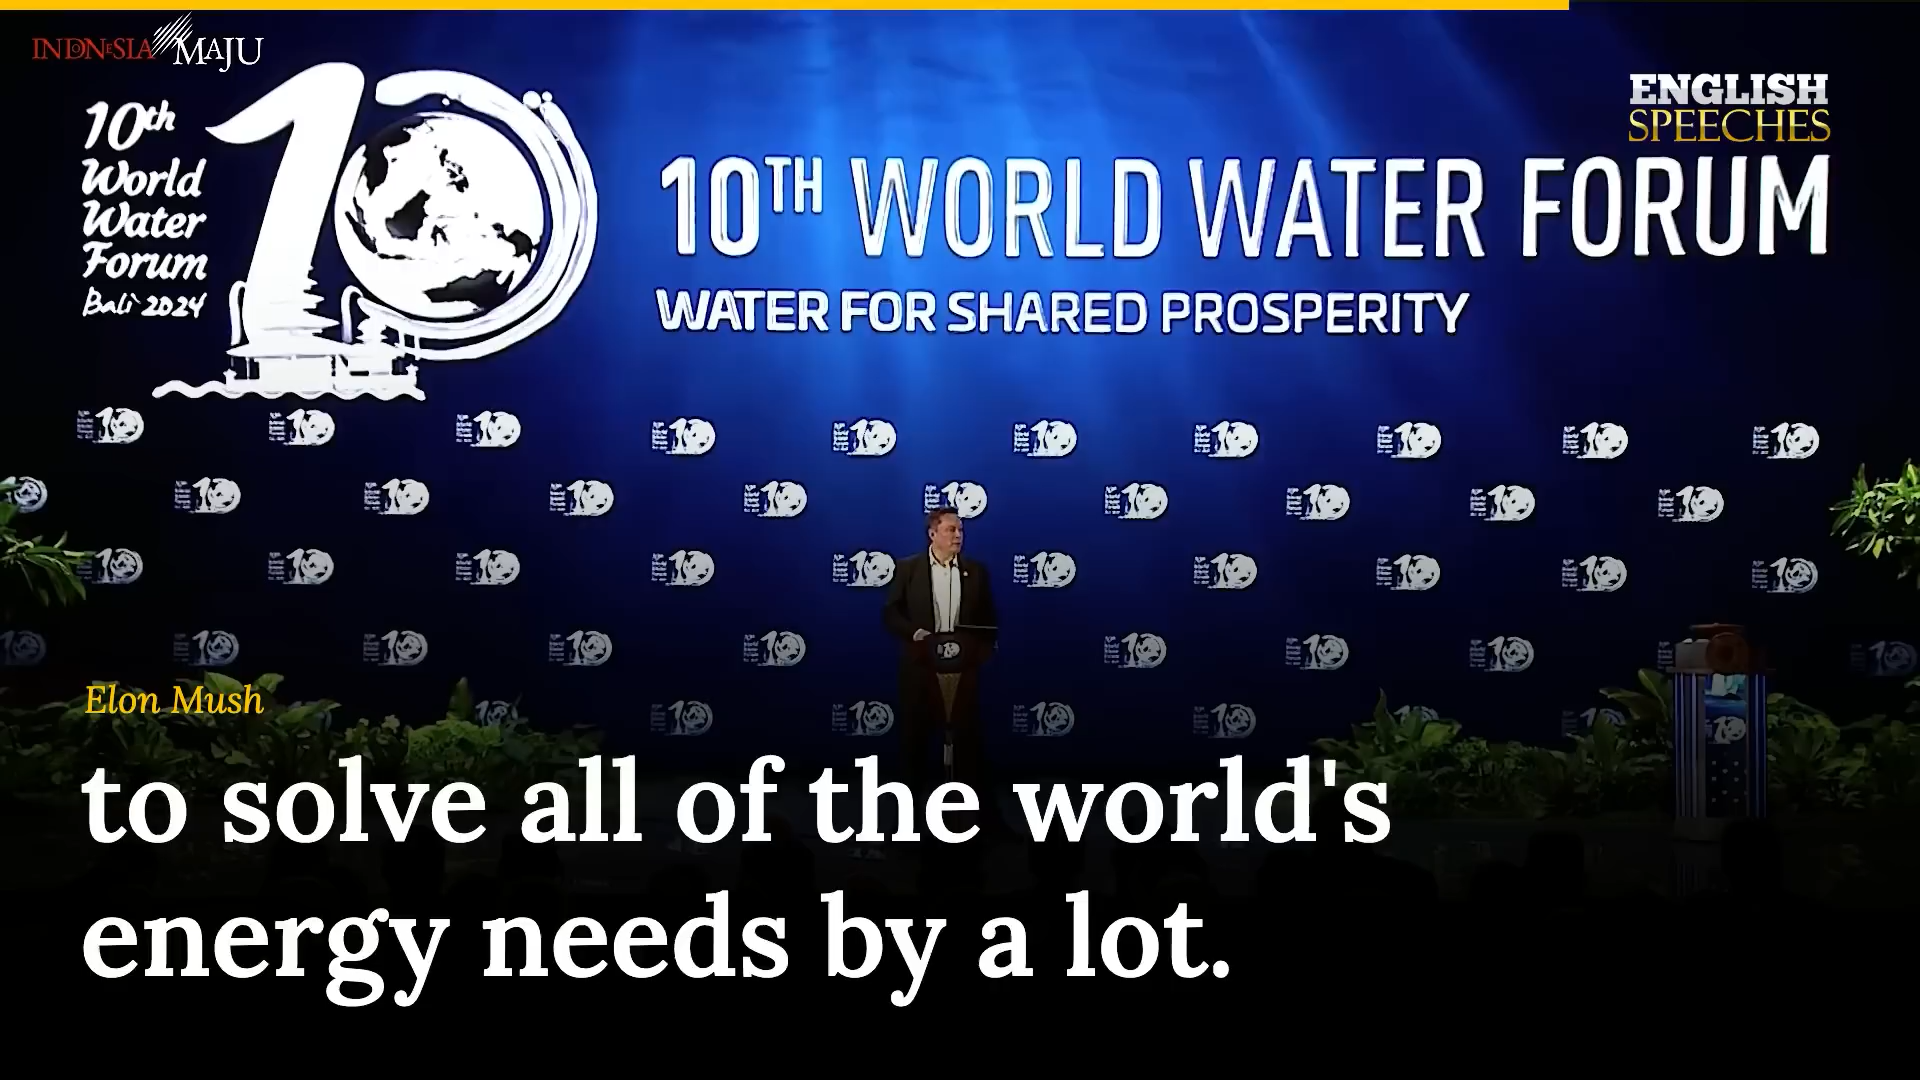 INDONESIA MAJU
10th
World
Water
Forum
Bali 2024
10
ENGLISH
SPEECHES
10TH WORLD WATER FORUM
WATER FOR SHARED PROSPERITY
Elon Mush
to solve all of the world's
energy needs by a lot.